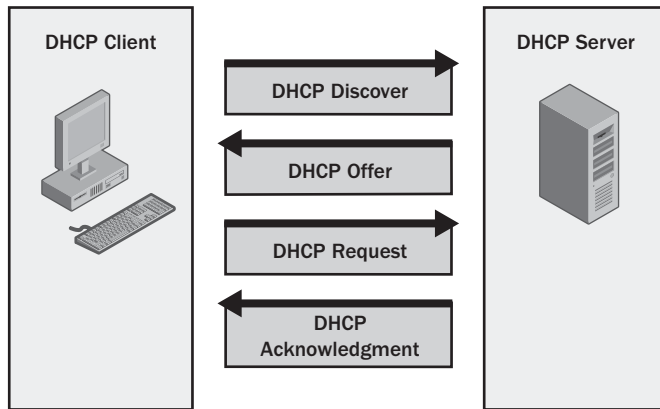 DHCP Client
DHCP Server
DHCP Discover
DHCP Offer
DHCP Request
DHCP
Acknowledgment